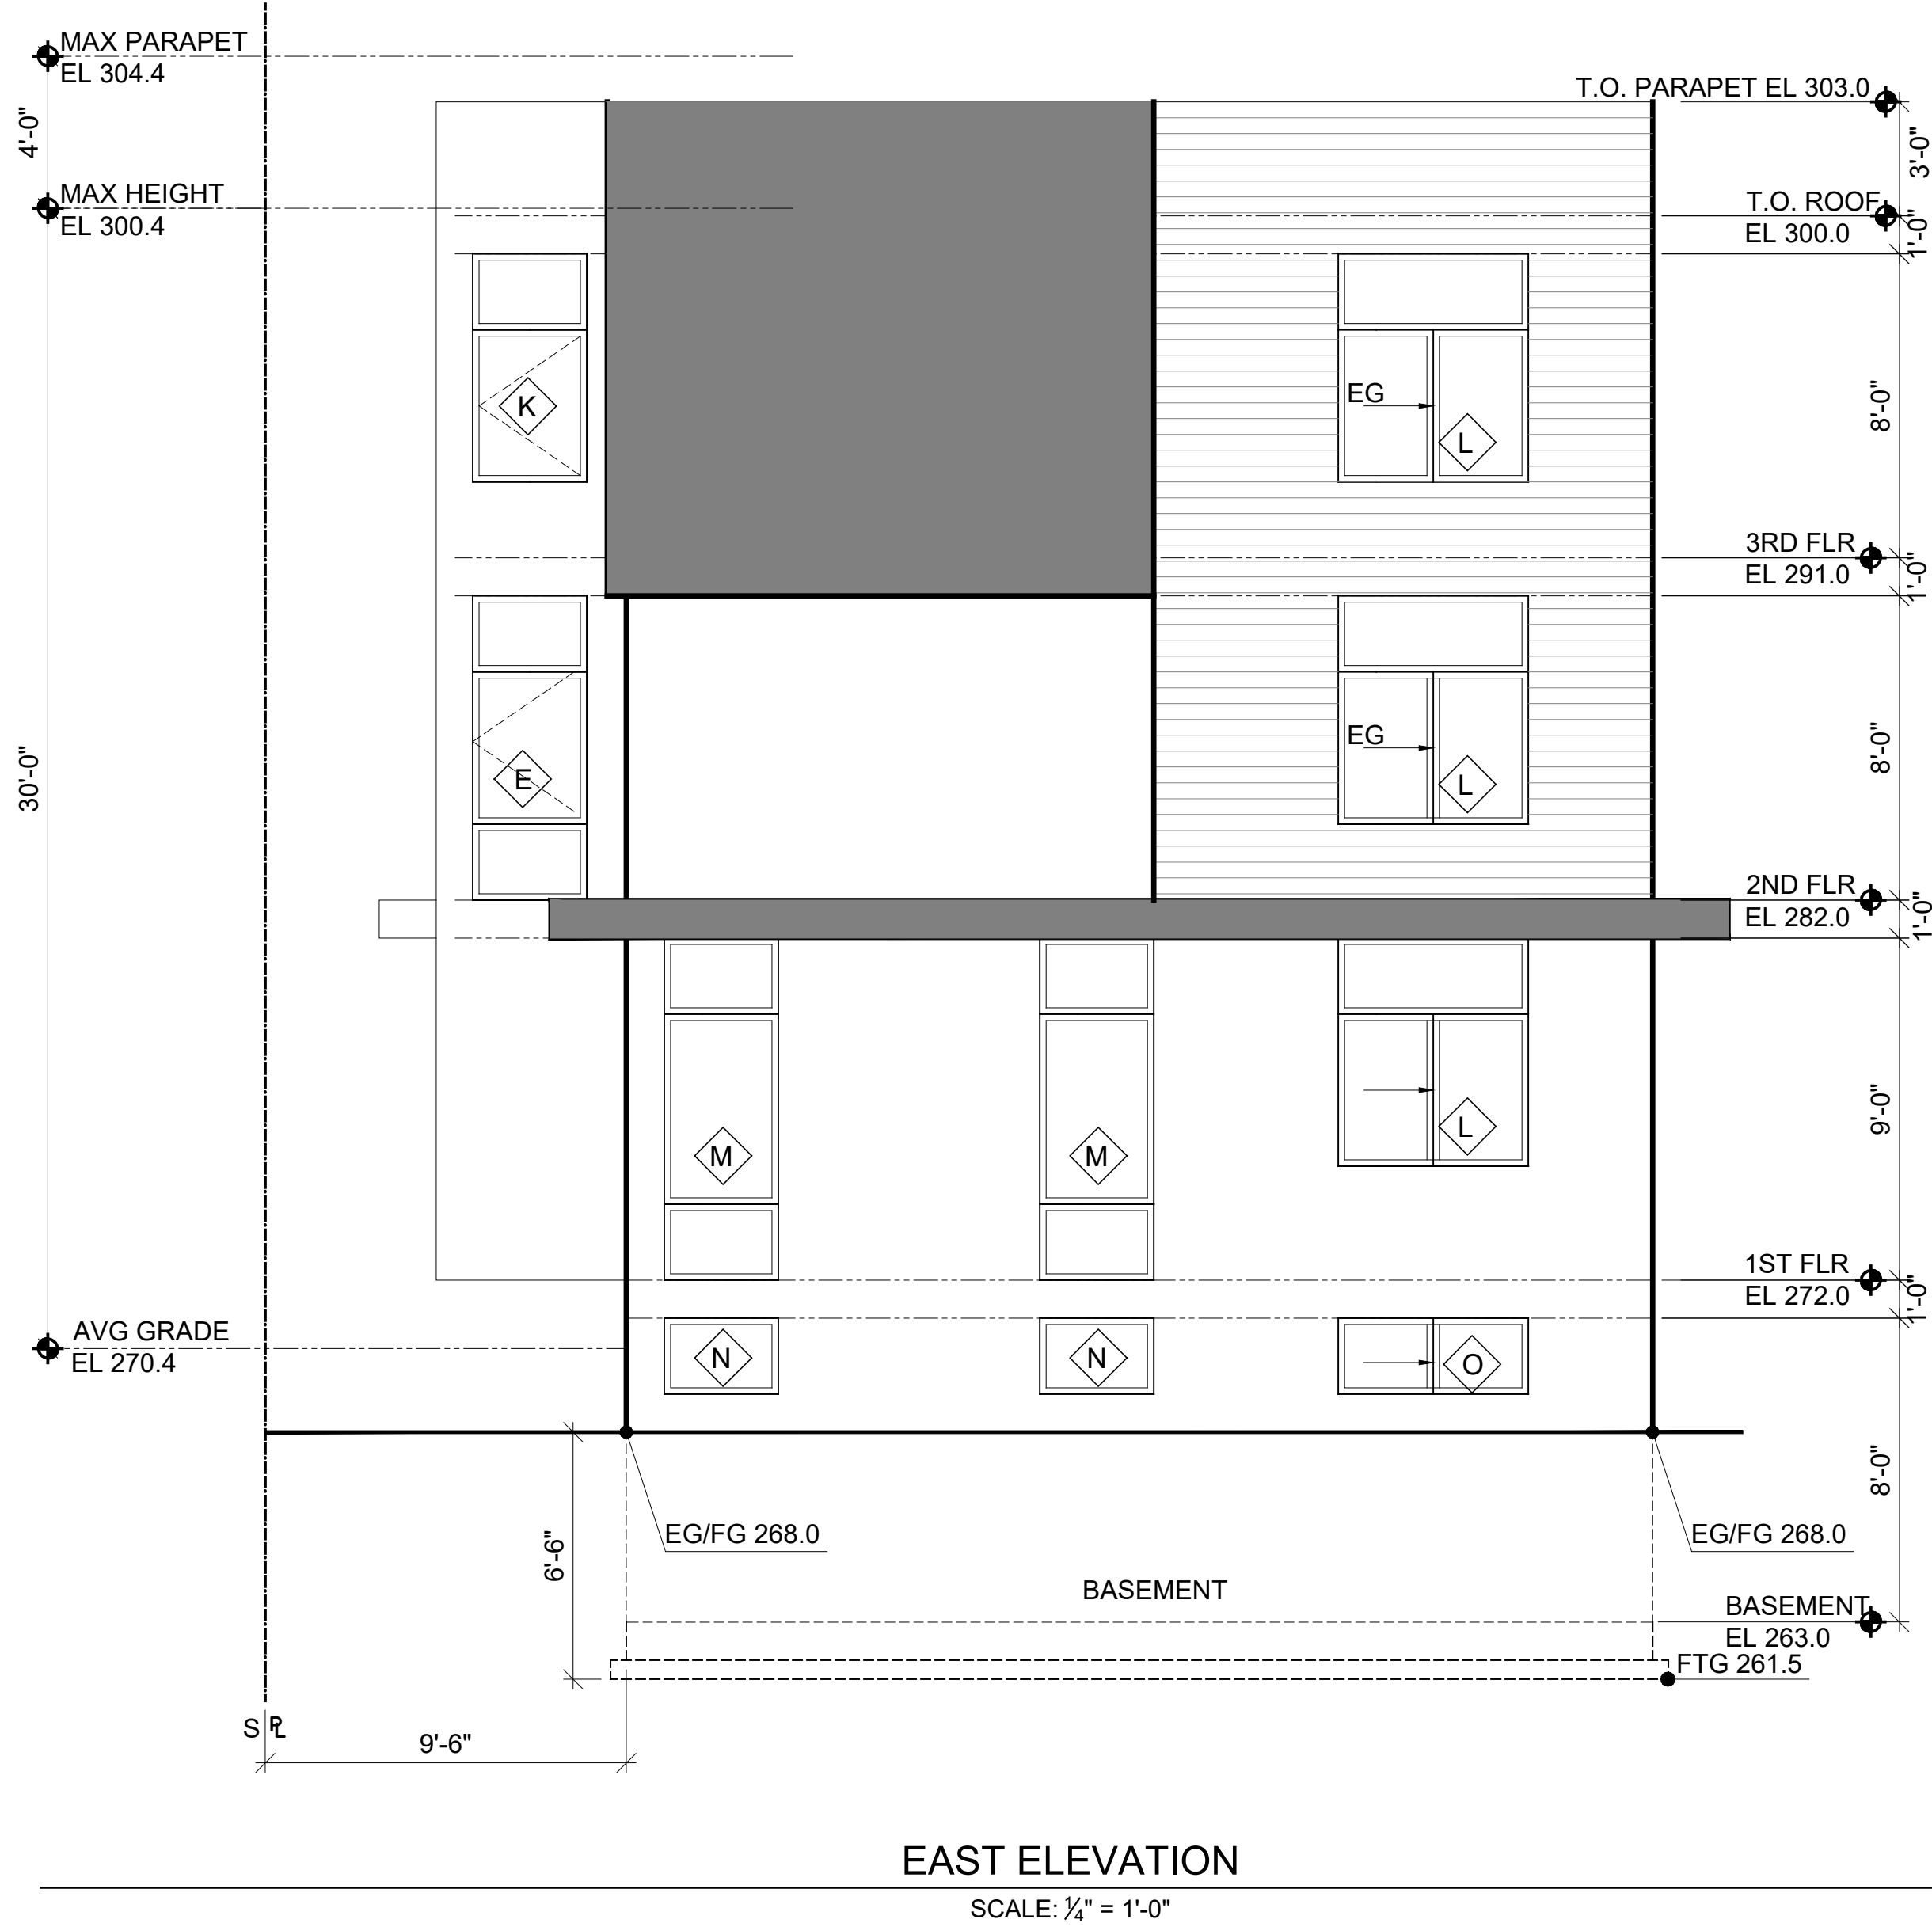 MAX PARAPET
EL 304.4
4'-0"
T.O. PARAPET EL 303.0
3'-0"
MAX HEIGHT
EL 300.4
T.O. ROOF
EL 300.0
1'-0"
K
EG
L
8'-0"
3RD FLR
EL 291.0
1'-0"
30'-0"
E
EG
L
8'-0"
2ND FLR
EL 282.0
1'-0"
M
M
L
9'-0"
1ST FLR
EL 272.0
1'-0"
AVG GRADE
EL 270.4
N
N
O
8'-0"
6'-6"
EG/FG 268.0
EG/FG 268.0
BASEMENT
BASEMENT
EL 263.0
FTG 261.5
S PL
9'-6"
EAST ELEVATION
SCALE: 1/4" = 1'-0"